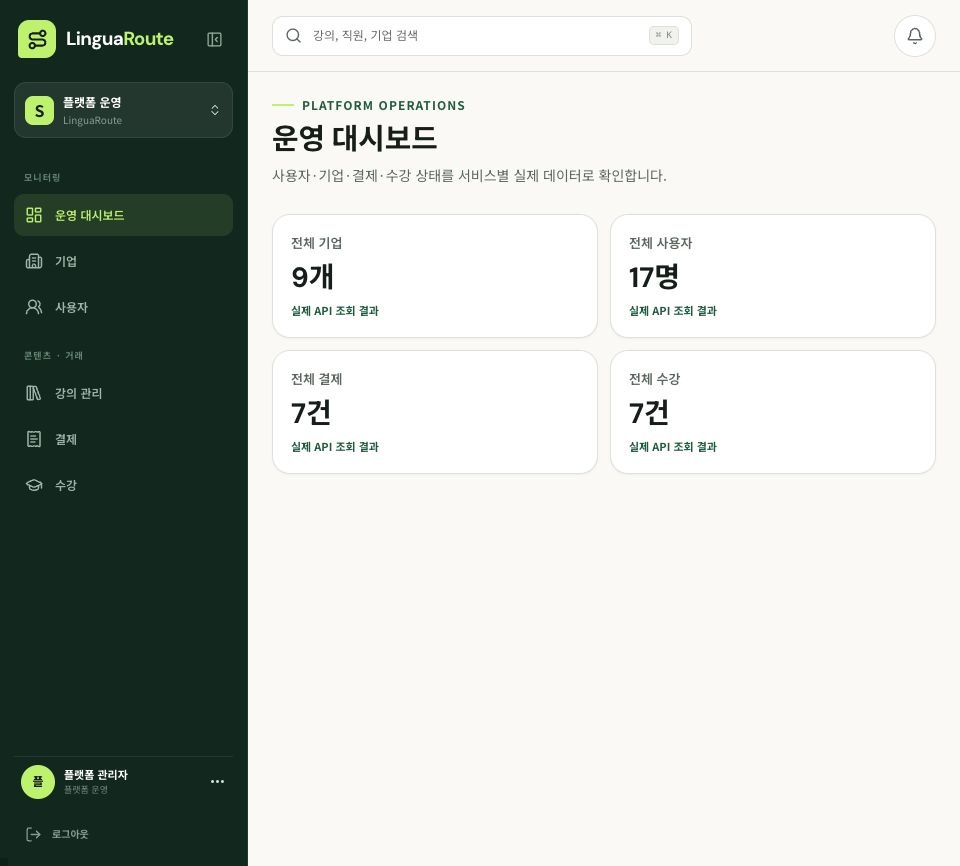 LinguaRoute
S
플랫폼 운영
LinguaRoute
모니터링
운영 대시보드
기업
사용자
콘텐츠 · 거래
강의 관리
결제
수강
플
플랫폼 관리자
플랫폼 운영
로그아웃
강의, 직원, 기업 검색
⌘ K
PLATFORM OPERATIONS
운영 대시보드
사용자·기업·결제·수강 상태를 서비스별 실제 데이터로 확인합니다.
전체 기업
9개
실제 API 조회 결과
전체 사용자
17명
실제 API 조회 결과
전체 결제
7건
실제 API 조회 결과
전체 수강
7건
실제 API 조회 결과